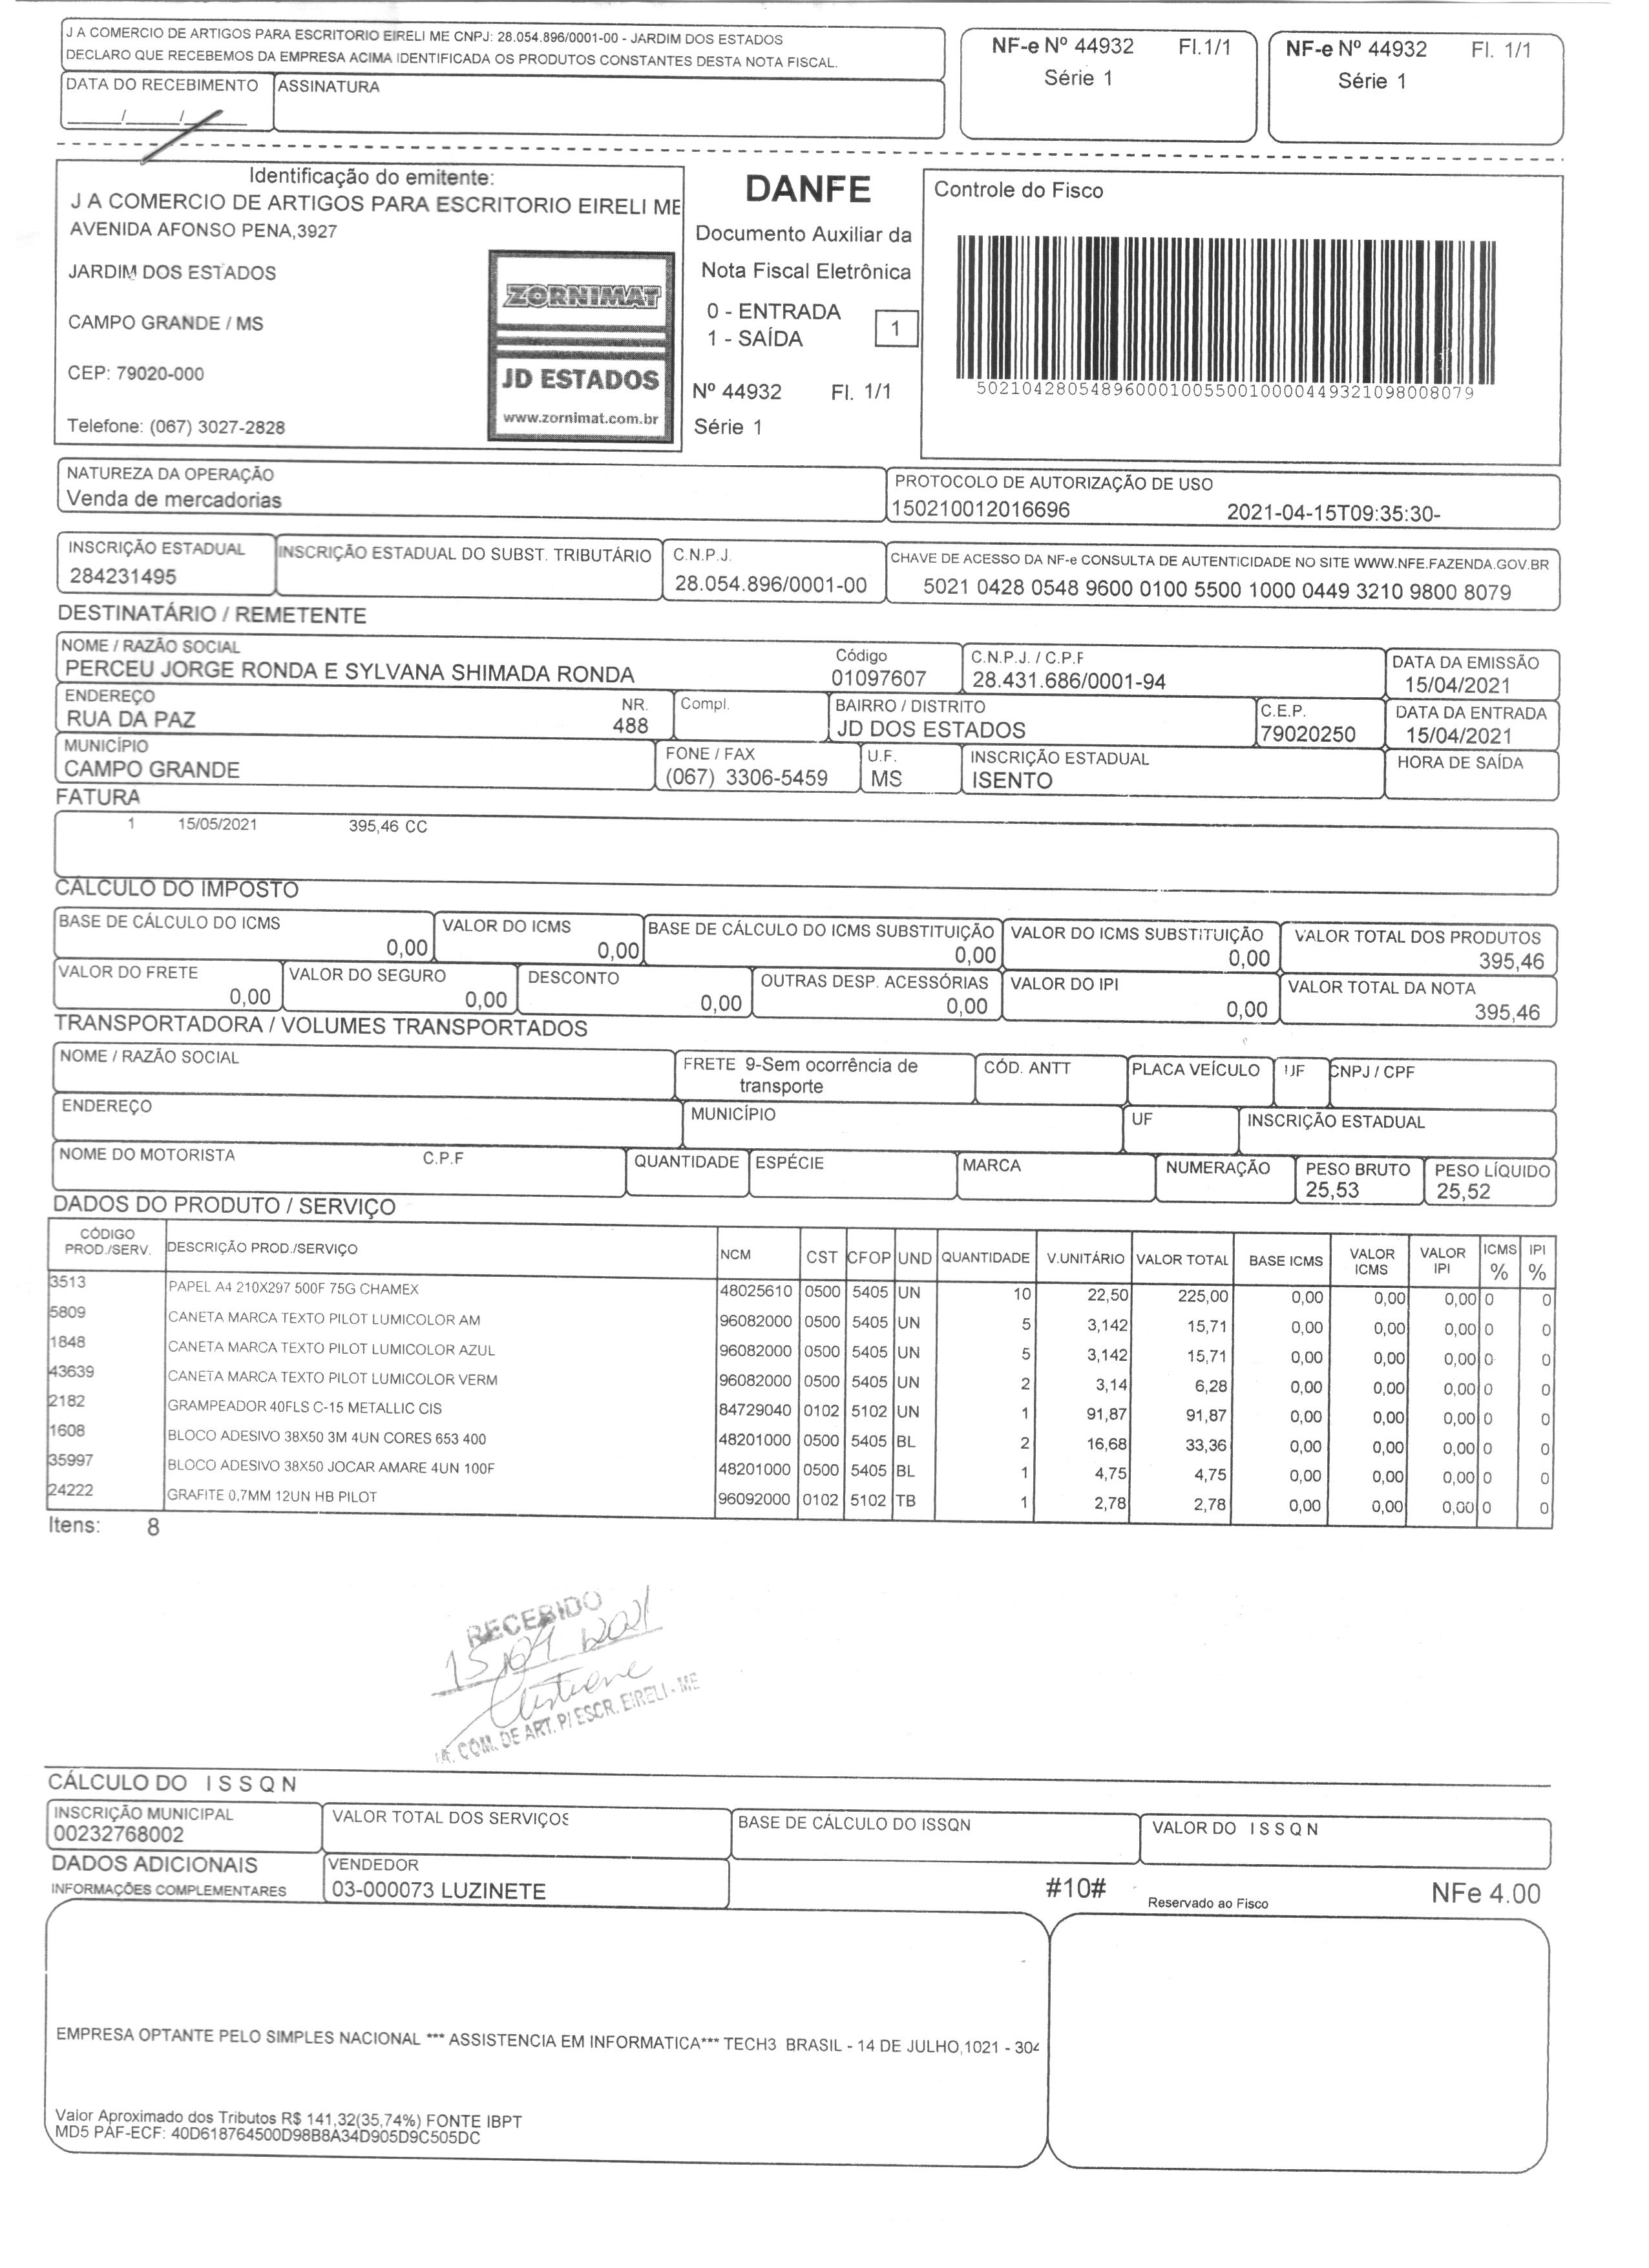 J A COMERCIO DE ARTIGOS PARA ESCRITORIO EIRELI ME CNPJ: 28.054.896/0001-00 - JARDIM DOS ESTADOS
DECLARO QUE RECEBEMOS DA EMPRESA ACIMA IDENTIFICADA OS PRODUTOS CONSTANTES DESTA NOTA FISCAL.
DATA DO RECEBIMENTO ASSINATURA
___/___/___
NF-e Nº 44932 Fl.1/1
Série 1
NF-e Nº 44932 Fl. 1/1
Série 1
Identificação do emitente:
J A COMERCIO DE ARTIGOS PARA ESCRITORIO EIRELI ME
AVENIDA AFONSO PENA,3927
JARDIM DOS ESTADOS
CAMPO GRANDE / MS
CEP: 79020-000
Telefone: (067) 3027-2828
ZORNIMAT
JD ESTADOS
www.zornimat.com.br
DANFE
Documento Auxiliar da
Nota Fiscal Eletrônica
0 - ENTRADA
1 - SAÍDA
1
Nº 44932 Fl. 1/1
Série 1
Controle do Fisco
50210428054896000100550010000449321098008079
NATUREZA DA OPERAÇÃO
Venda de mercadorias
PROTOCOLO DE AUTORIZAÇÃO DE USO
150210012016696 2021-04-15T09:35:30-
INSCRIÇÃO ESTADUAL
284231495
INSCRIÇÃO ESTADUAL DO SUBST. TRIBUTÁRIO
C.N.P.J.
28.054.896/0001-00
CHAVE DE ACESSO DA NF-e CONSULTA DE AUTENTICIDADE NO SITE WWW.NFE.FAZENDA.GOV.BR
5021 0428 0548 9600 0100 5500 1000 0449 3210 9800 8079
DESTINATÁRIO / REMETENTE
NOME / RAZÃO SOCIAL
PERCEU JORGE RONDA E SYLVANA SHIMADA RONDA
Código
01097607
C.N.P.J. / C.P.F
28.431.686/0001-94
DATA DA EMISSÃO
15/04/2021
ENDEREÇO
RUA DA PAZ
NR.
488
Compl.
BAIRRO / DISTRITO
JD DOS ESTADOS
C.E.P.
79020250
DATA DA ENTRADA
15/04/2021
MUNICÍPIO
CAMPO GRANDE
FONE / FAX
(067) 3306-5459
U.F.
MS
INSCRIÇÃO ESTADUAL
ISENTO
HORA DE SAÍDA
FATURA
1 15/05/2021 395,46 CC
CÁLCULO DO IMPOSTO
BASE DE CÁLCULO DO ICMS
0,00
VALOR DO ICMS
0,00
BASE DE CÁLCULO DO ICMS SUBSTITUIÇÃO
0,00
VALOR DO ICMS SUBSTITUIÇÃO
0,00
VALOR TOTAL DOS PRODUTOS
395,46
VALOR DO FRETE
0,00
VALOR DO SEGURO
0,00
DESCONTO
0,00
OUTRAS DESP. ACESSÓRIAS
0,00
VALOR DO IPI
0,00
VALOR TOTAL DA NOTA
395,46
TRANSPORTADORA / VOLUMES TRANSPORTADOS
NOME / RAZÃO SOCIAL
FRETE 9-Sem ocorrência de
transporte
CÓD. ANTT
PLACA VEÍCULO
UF
CNPJ / CPF
ENDEREÇO
MUNICÍPIO
UF
INSCRIÇÃO ESTADUAL
NOME DO MOTORISTA C.P.F
QUANTIDADE
ESPÉCIE
MARCA
NUMERAÇÃO
PESO BRUTO
25,53
PESO LÍQUIDO
25,52
DADOS DO PRODUTO / SERVIÇO
CÓDIGO PROD./SERV. DESCRIÇÃO PROD./SERVIÇO NCM CST CFOP UND QUANTIDADE V.UNITÁRIO VALOR TOTAL BASE ICMS VALOR ICMS VALOR IPI ICMS % IPI %
3513 PAPEL A4 210X297 500F 75G CHAMEX 48025610 0500 5405 UN 10 22,50 225,00 0,00 0,00 0,00 0 0
5809 CANETA MARCA TEXTO PILOT LUMICOLOR AM 96082000 0500 5405 UN 5 3,142 15,71 0,00 0,00 0,00 0 0
1848 CANETA MARCA TEXTO PILOT LUMICOLOR AZUL 96082000 0500 5405 UN 5 3,142 15,71 0,00 0,00 0,00 0 0
43639 CANETA MARCA TEXTO PILOT LUMICOLOR VERM 96082000 0500 5405 UN 2 3,14 6,28 0,00 0,00 0,00 0 0
2182 GRAMPEADOR 40FLS C-15 METALLIC CIS 84729040 0102 5102 UN 1 91,87 91,87 0,00 0,00 0,00 0 0
1608 BLOCO ADESIVO 38X50 3M 4UN CORES 653 400 48201000 0500 5405 BL 2 16,68 33,36 0,00 0,00 0,00 0 0
35997 BLOCO ADESIVO 38X50 JOCAR AMARE 4UN 100F 48201000 0500 5405 BL 1 4,75 4,75 0,00 0,00 0,00 0 0
24222 GRAFITE 0,7MM 12UN HB PILOT 96092000 0102 5102 TB 1 2,78 2,78 0,00 0,00 0,00 0 0
Itens: 8
RECEBIDO
15/04/2021
COM. DE ART. P/ ESCR. EIRELI - ME
CÁLCULO DO ISSQN
INSCRIÇÃO MUNICIPAL
00232768002
VALOR TOTAL DOS SERVIÇOS
BASE DE CÁLCULO DO ISSQN
VALOR DO ISSQN
DADOS ADICIONAIS
INFORMAÇÕES COMPLEMENTARES
VENDEDOR
03-000073 LUZINETE
#10#
Reservado ao Fisco
NFe 4.00
EMPRESA OPTANTE PELO SIMPLES NACIONAL *** ASSISTENCIA EM INFORMATICA*** TECH3 BRASIL - 14 DE JULHO,1021 - 304
Valor Aproximado dos Tributos R$ 141,32(35,74%) FONTE IBPT
MD5 PAF-ECF: 40D618764500D98B8A34D905D9C505DC